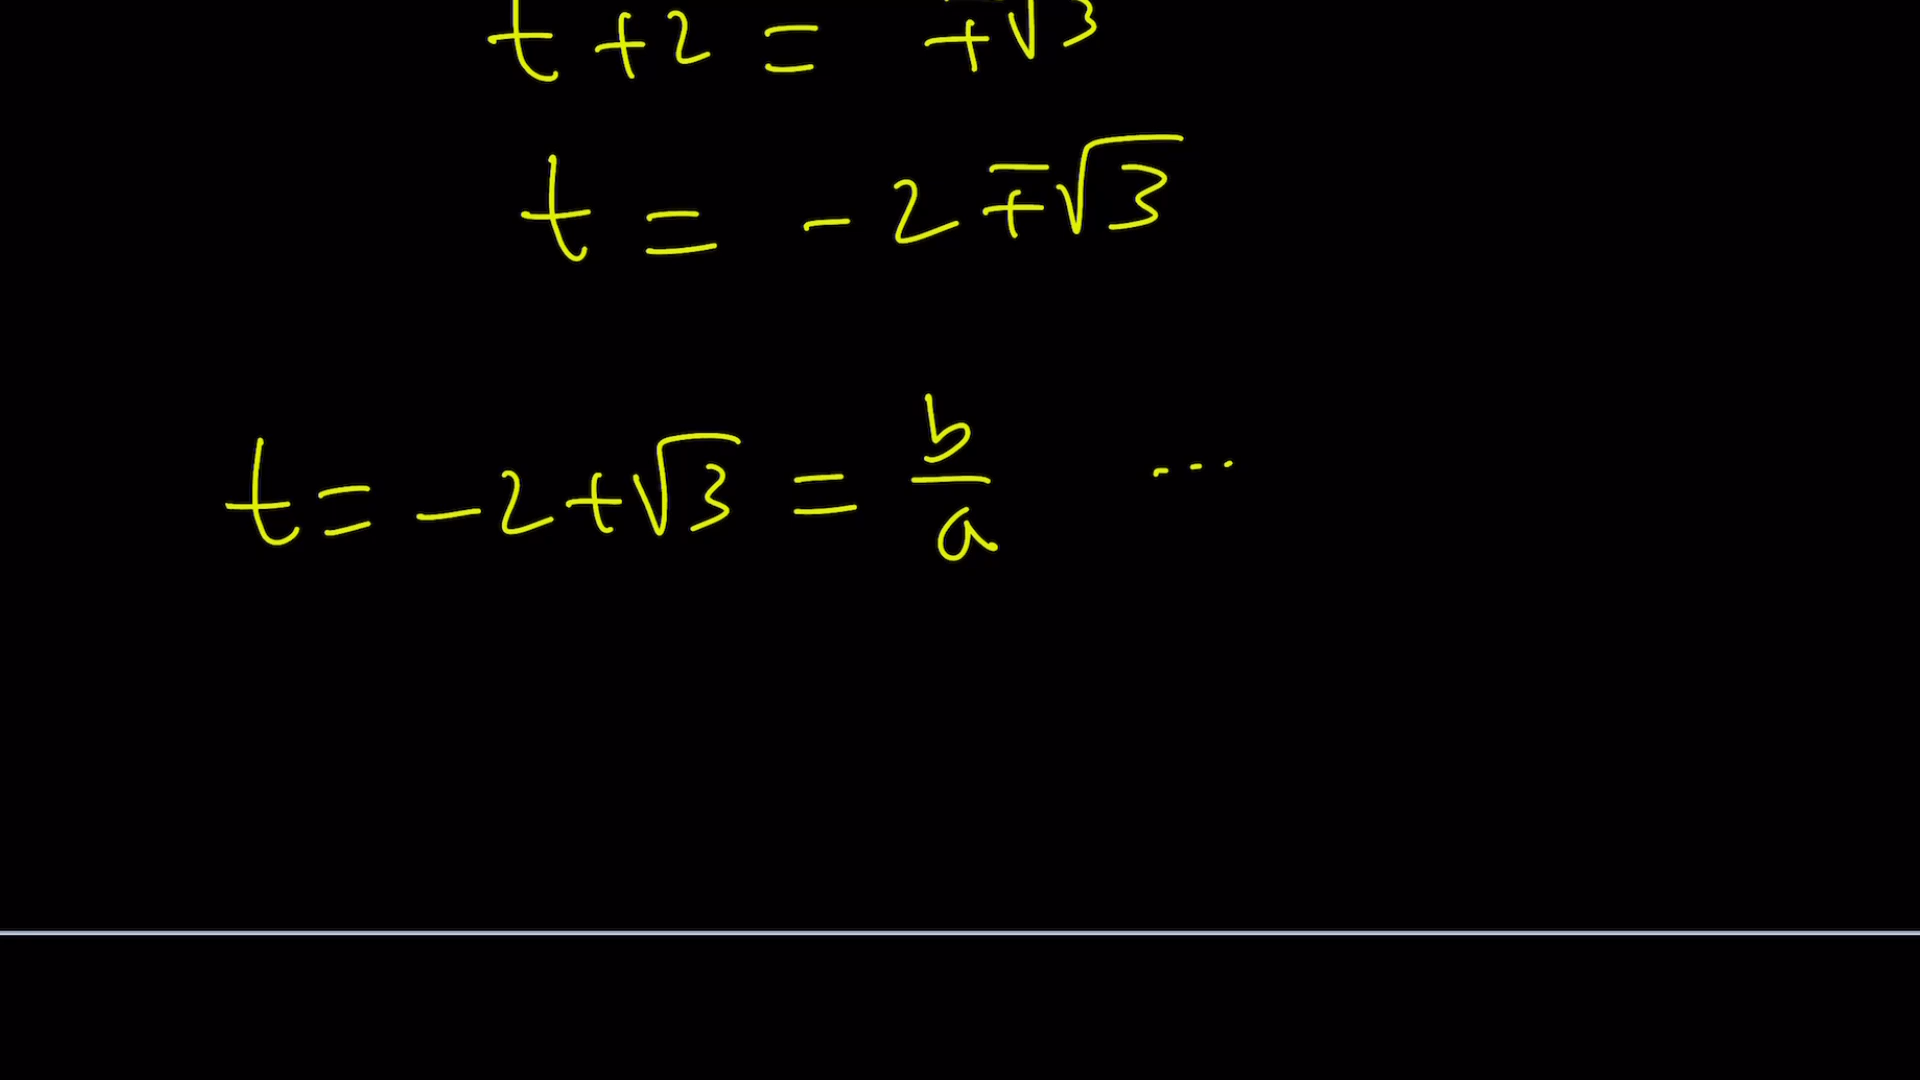 t + 2 = ∓√3
t = -2 ∓√3
t = -2 + √3 = b/a ...